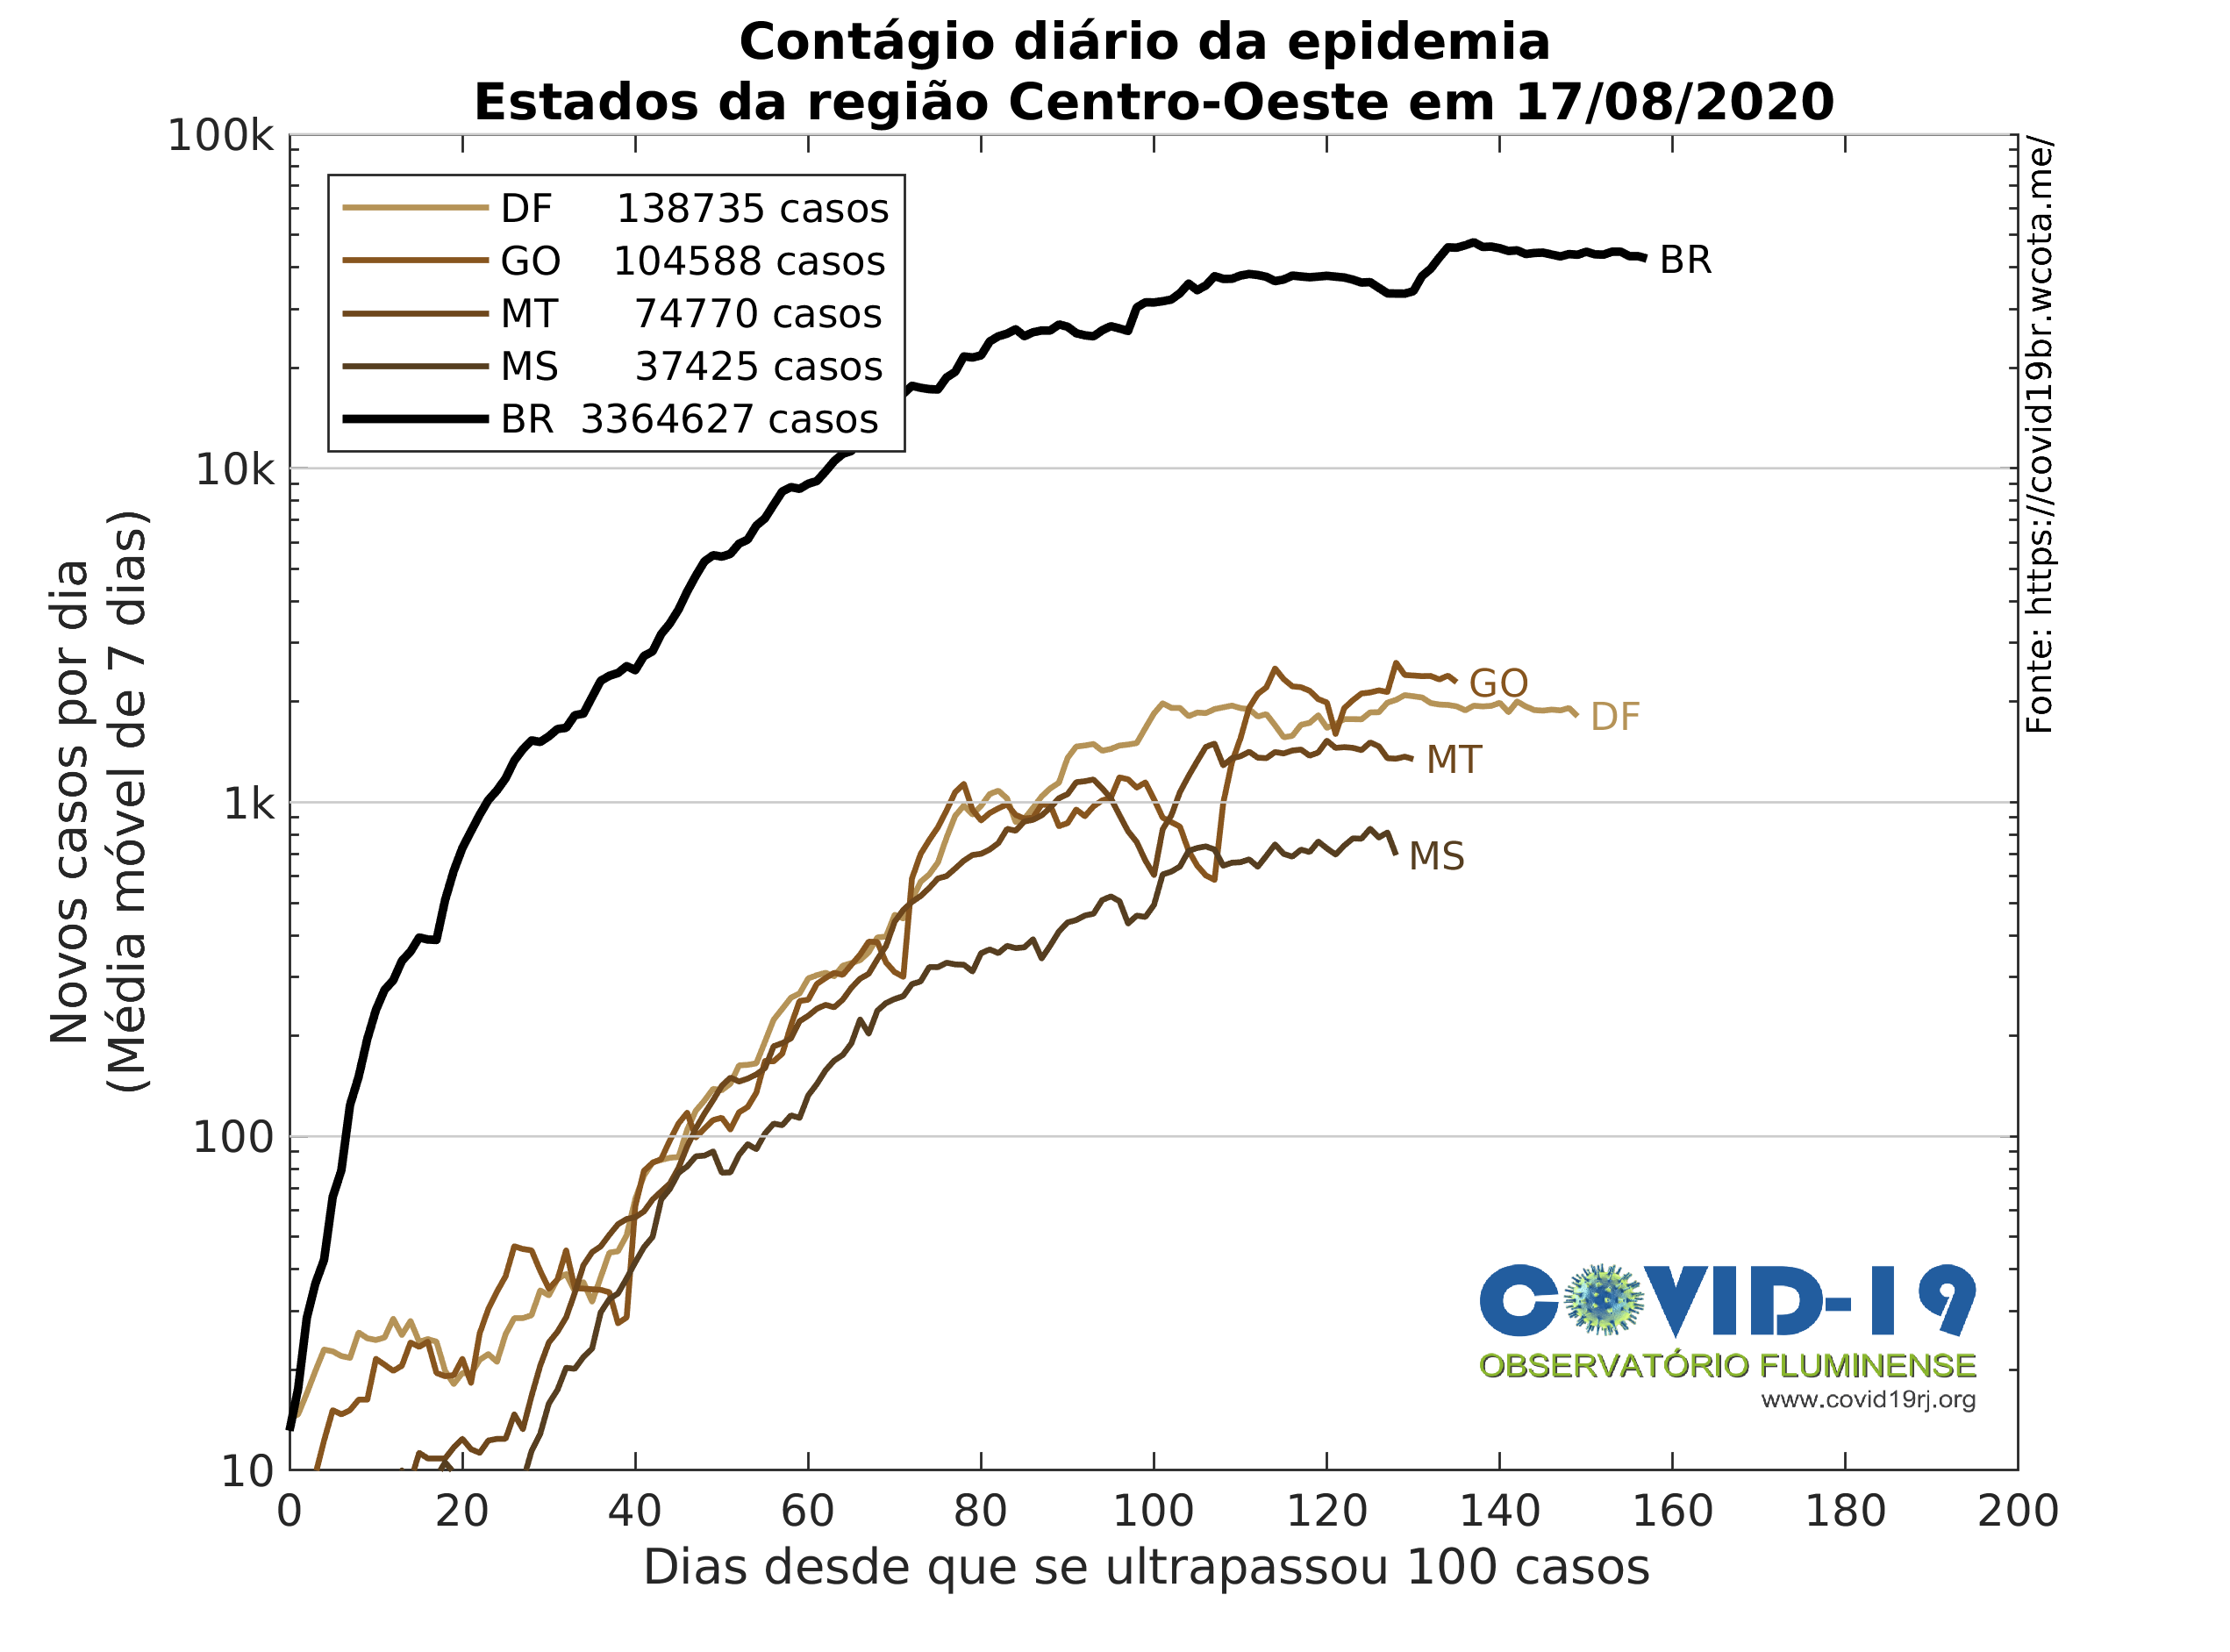 Contágio diário da epidemia
Estados da região Centro-Oeste em 17/08/2020
100k
10k
1k
100
10
Novos casos por dia
(Média móvel de 7 dias)
DF 138735 casos
GO 104588 casos
MT 74770 casos
MS 37425 casos
BR 3364627 casos
BR
GO
DF
MT
MS
Fonte: https://covid19br.wcota.me/
COVID-19
OBSERVATÓRIO FLUMINENSE
www.covid19rj.org
0 20 40 60 80 100 120 140 160 180 200
Dias desde que se ultrapassou 100 casos